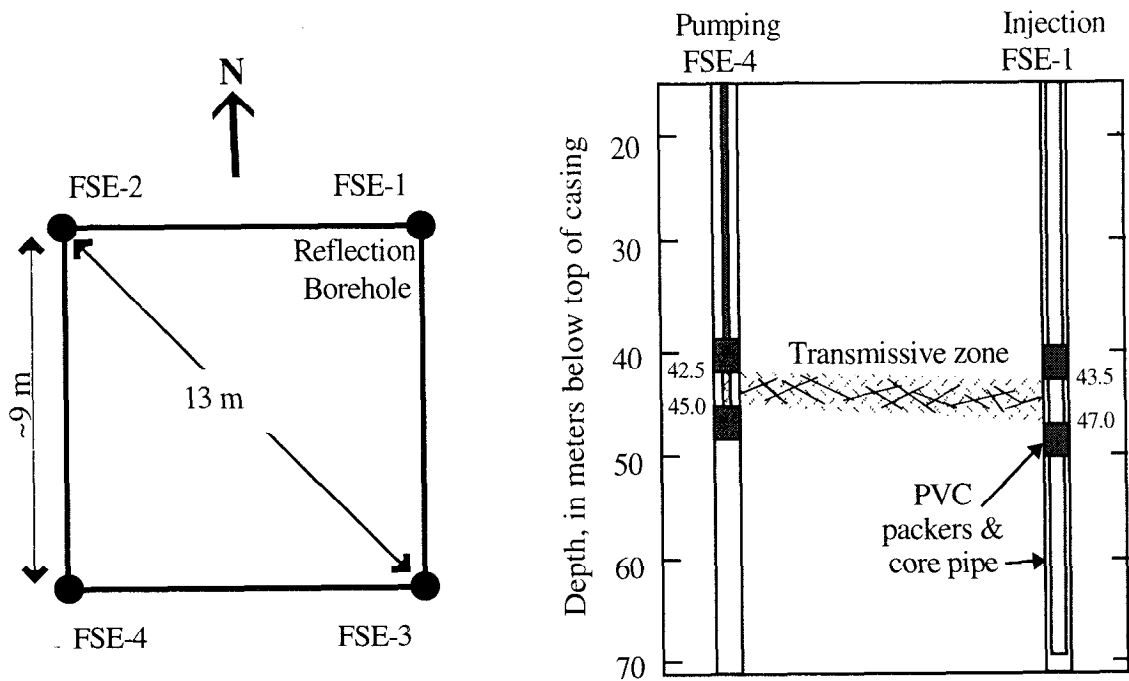 N
FSE-2
FSE-1
Reflection
Borehole
~9 m
13 m
FSE-4
FSE-3
Pumping
FSE-4
Injection
FSE-1
Depth, in meters below top of casing
20
30
40
50
60
70
Transmissive zone
42.5
45.0
43.5
47.0
PVC
packers &
core pipe